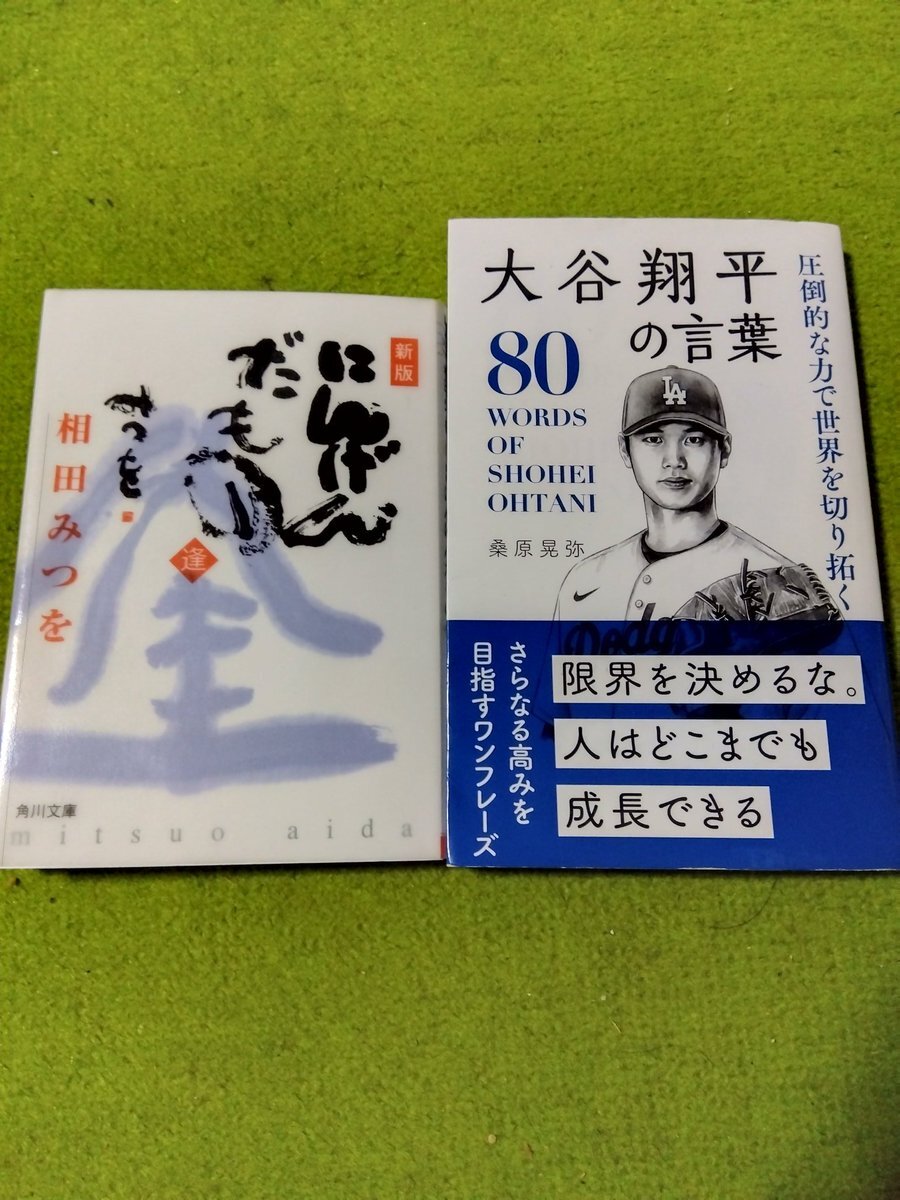 新版
にんげん
だもの
みつを
逢
相田みつを
角川文庫
mitsuo aida
大谷翔平
の言葉
圧倒的な力で世界を切り拓く
80
WORDS
OF
SHOHEI
OHTANI
桑原晃弥
LA
Dodg
さらなる高みを
目指すワンフレーズ
限界を決めるな。
人はどこまでも
成長できる